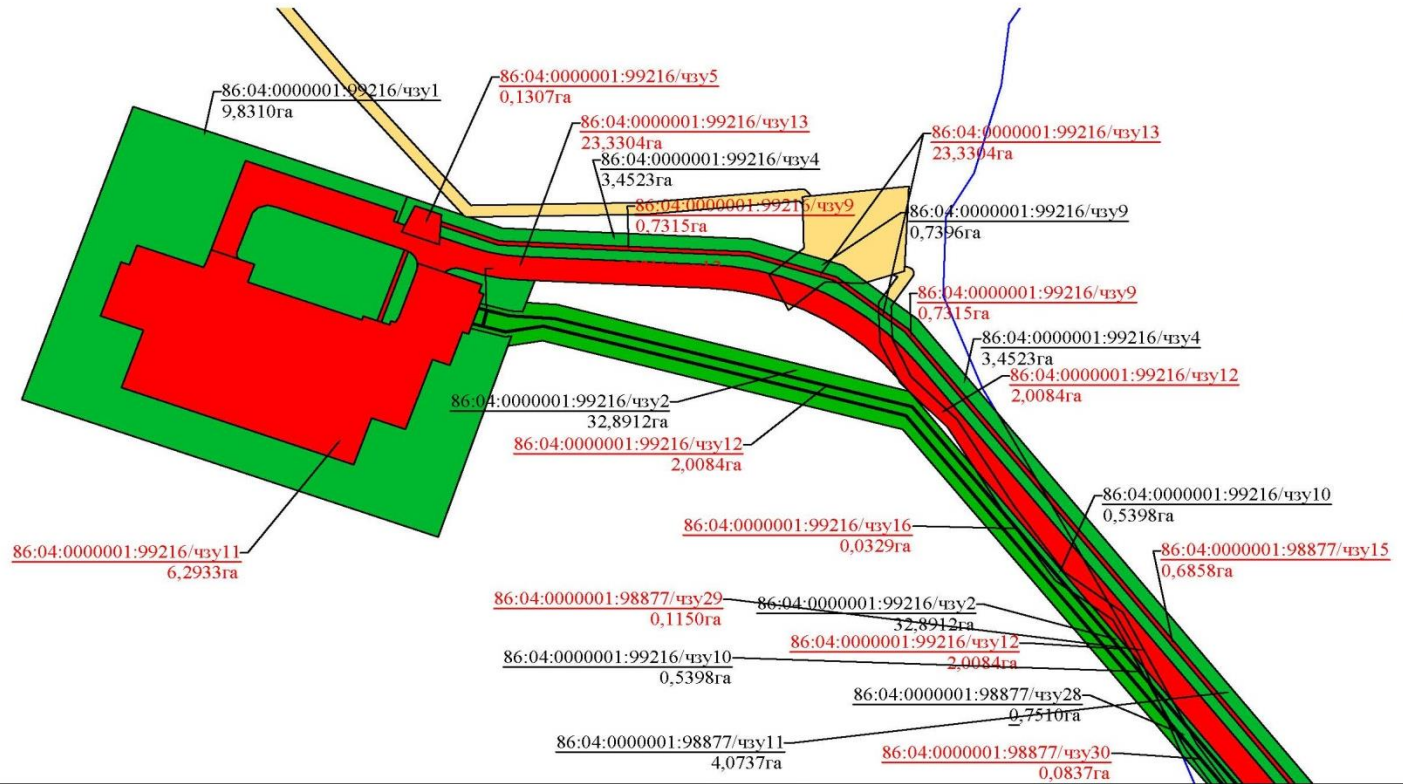 86:04:0000001:99216/чзу5
0,1307га
86:04:0000001:99216/чзу1
9,8310га
86:04:0000001:99216/чзу13
23,3304га
86:04:0000001:99216/чзу13
23,3304га
86:04:0000001:99216/чзу4
3,4523га
86:04:0000001:99216/чзу9
0,7315га
86:04:0000001:99216/чзу9
0,7396га
86:04:0000001:99216/чзу9
0,7315га
86:04:0000001:99216/чзу4
3,4523га
86:04:0000001:99216/чзу12
2,0084га
86:04:0000001:99216/чзу2
32,8912га
86:04:0000001:99216/чзу12
2,0084га
86:04:0000001:99216/чзу10
0,5398га
86:04:0000001:99216/чзу16
0,0329га
86:04:0000001:98877/чзу15
0,6858га
86:04:0000001:99216/чзу11
6,2933га
86:04:0000001:98877/чзу29
0,1150га
86:04:0000001:99216/чзу2
32,8912га
86:04:0000001:99216/чзу12
2,0084га
86:04:0000001:99216/чзу10
0,5398га
86:04:0000001:98877/чзу28
0,7510га
86:04:0000001:98877/чзу11
4,0737га
86:04:0000001:98877/чзу30
0,0837га